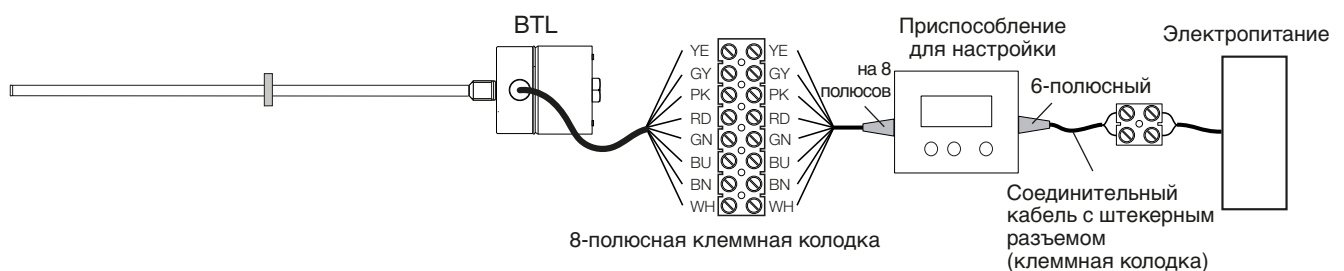 BTL
YE
GY
PK
RD
GN
BU
BN
WH
YE
GY
PK
RD
GN
BU
BN
WH
8-полюсная клеммная колодка
на 8
полюсов
Приспособление
для настройки
6-полюсный
Соединительный
кабель с штекерным
разъемом
(клеммная колодка)
Электропитание